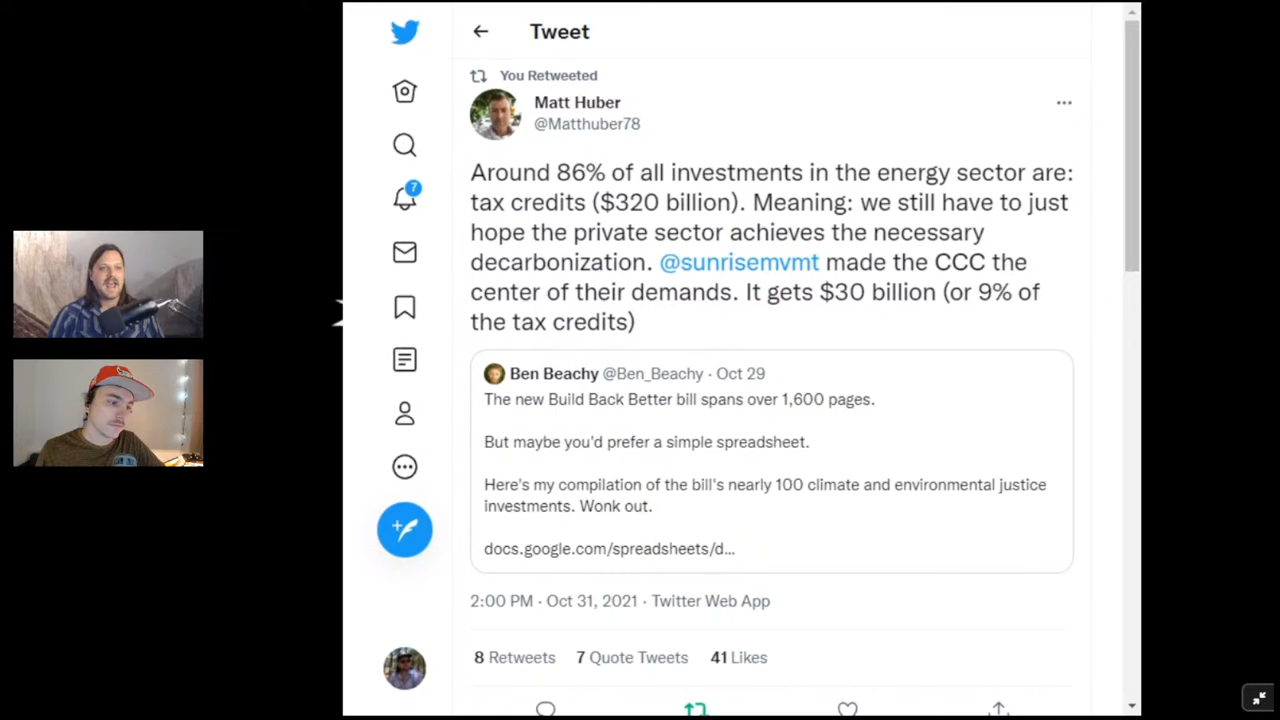 Tweet
You Retweeted
Matt Huber
@Matthuber78
Around 86% of all investments in the energy sector are:
tax credits ($320 billion). Meaning: we still have to just
hope the private sector achieves the necessary
decarbonization. @sunrisemvmt made the CCC the
center of their demands. It gets $30 billion (or 9% of
the tax credits)
Ben Beachy @Ben_Beachy · Oct 29
The new Build Back Better bill spans over 1,600 pages.
But maybe you'd prefer a simple spreadsheet.
Here's my compilation of the bill's nearly 100 climate and environmental justice
investments. Wonk out.
docs.google.com/spreadsheets/d...
2:00 PM · Oct 31, 2021 · Twitter Web App
8 Retweets 7 Quote Tweets 41 Likes
7